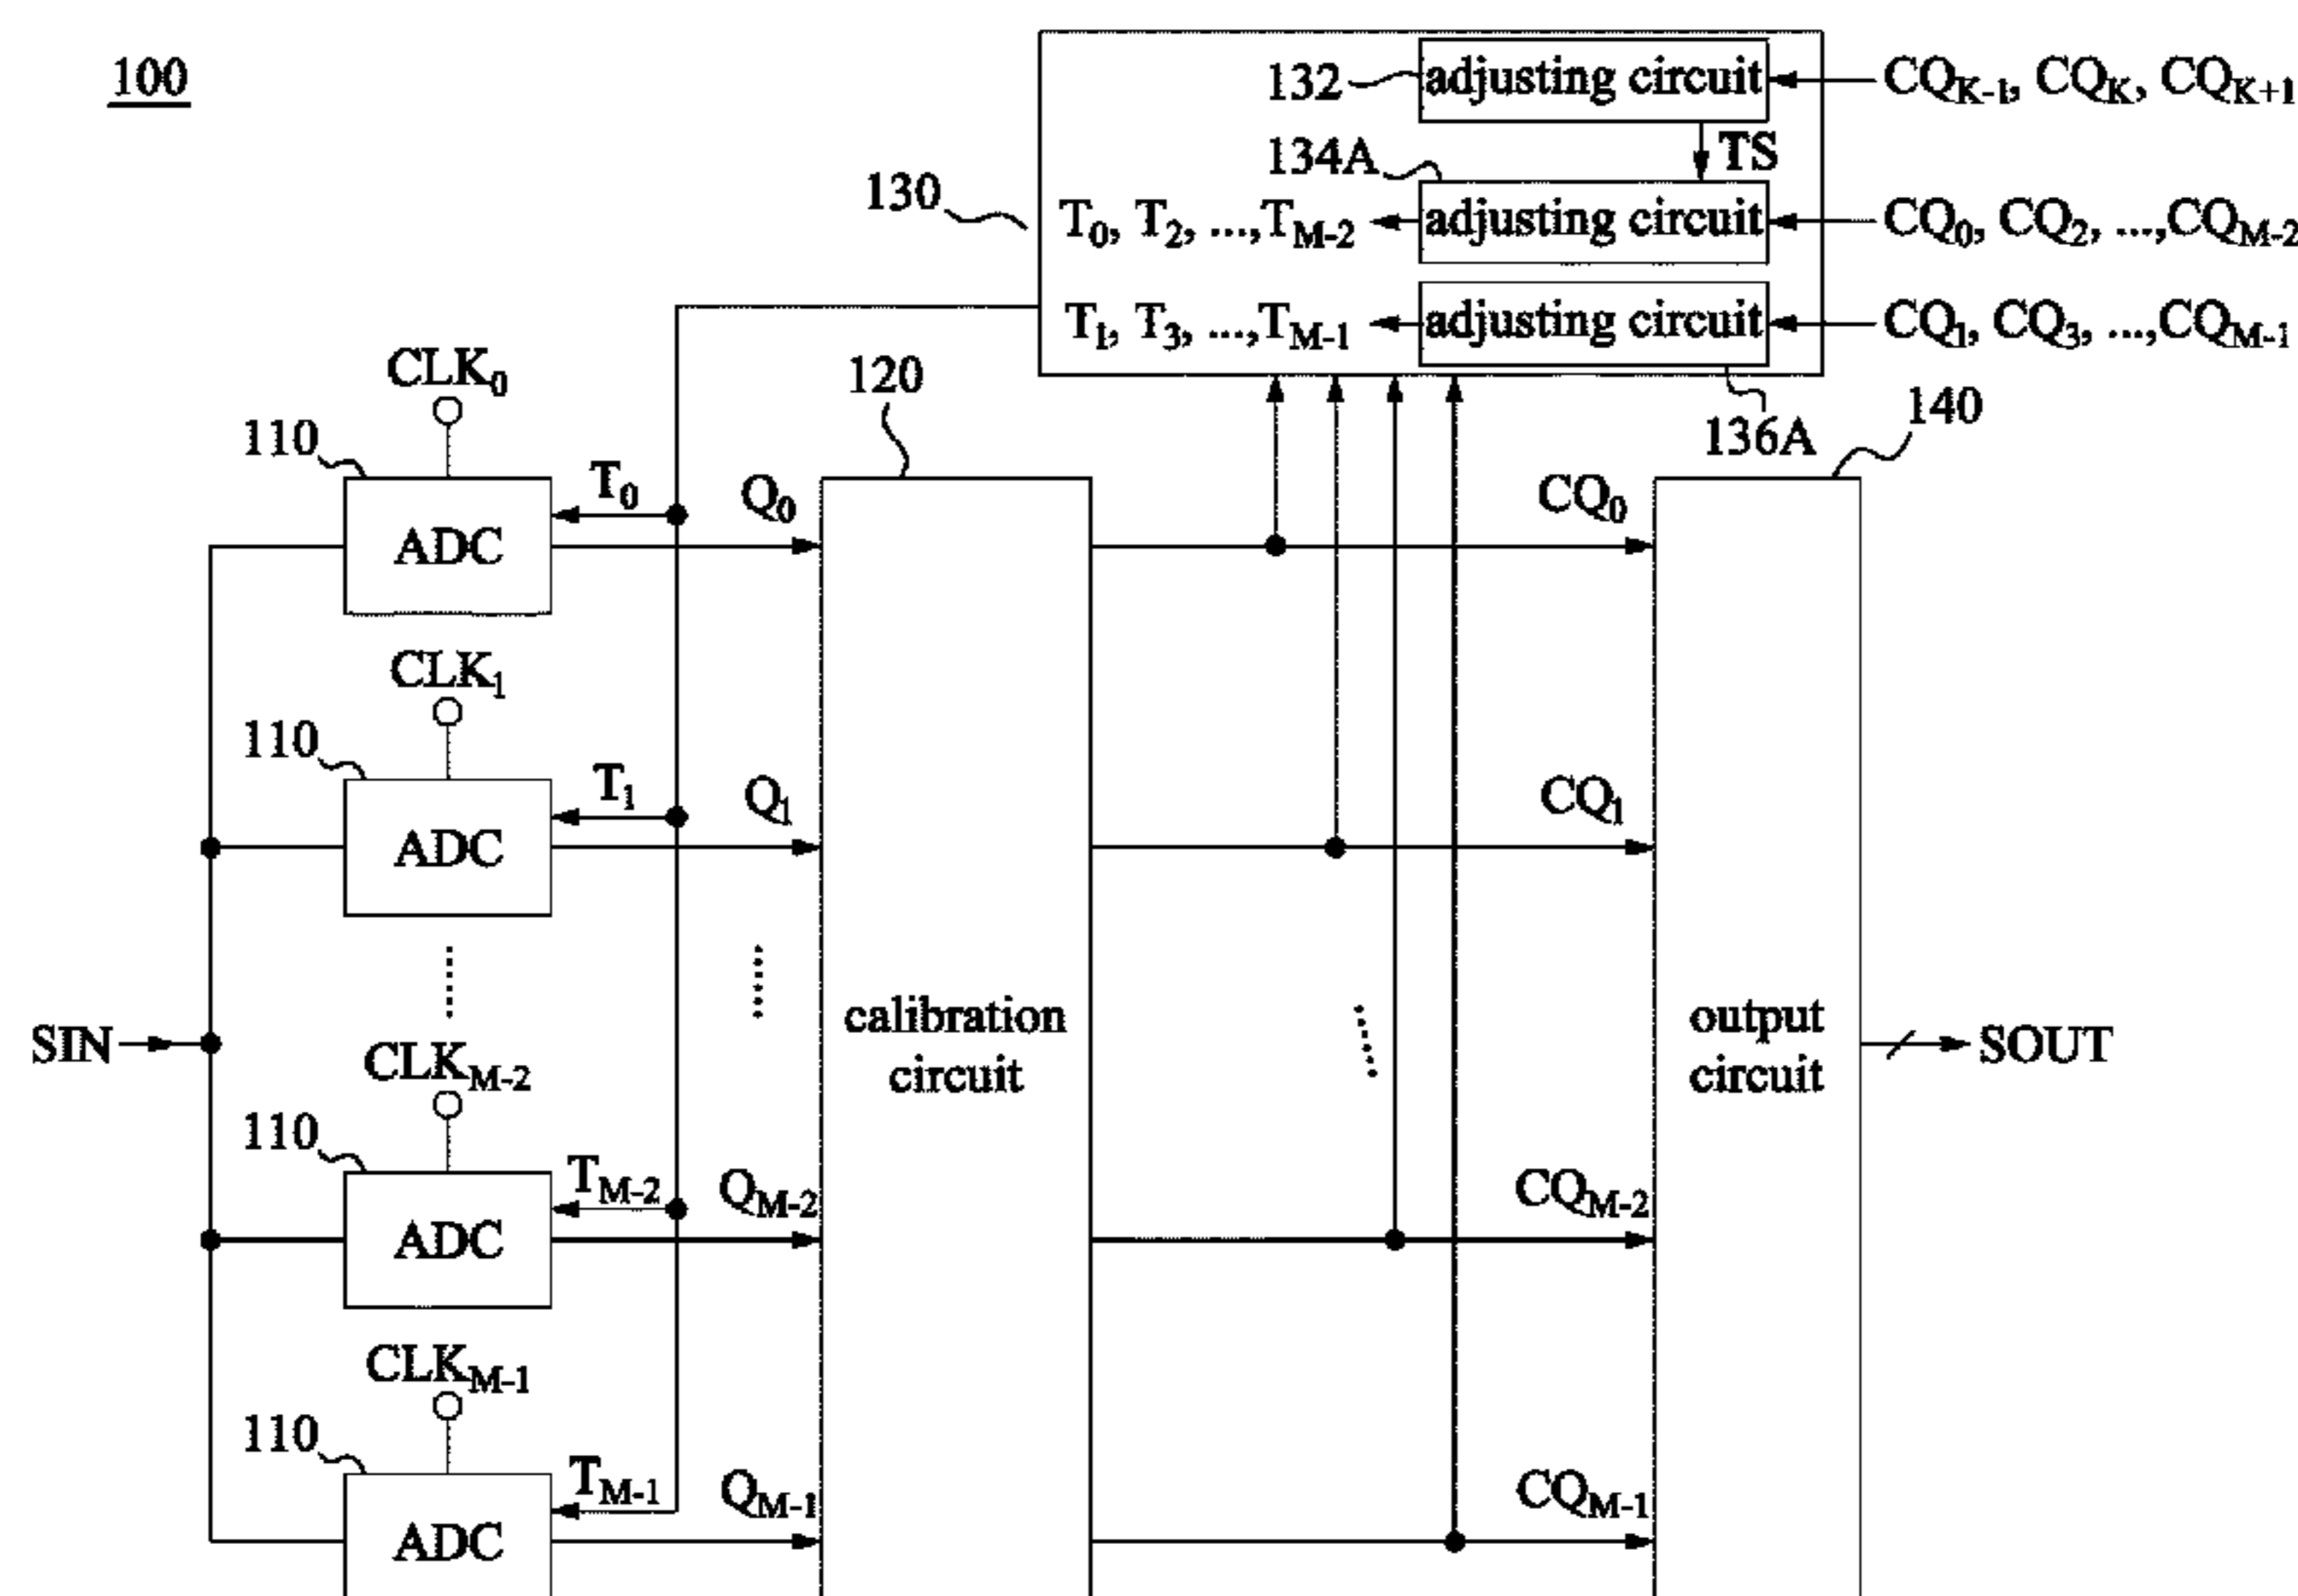 100
132 adjusting circuit CQK-1, CQK, CQK+1
TS
134A
130 T0, T2, ...,TM-2 adjusting circuit CQ0, CQ2, ...,CQM-2
T1, T3, ...,TM-1 adjusting circuit CQ1, CQ3, ...,CQM-1
136A
CLK0
120
140
110
T0
Q0
CQ0
ADC
CLK1
110
T1
Q1
CQ1
ADC
......
......
......
SIN
calibration
circuit
output
circuit
SOUT
CLKM-2
110
TM-2
QM-2
CQM-2
ADC
CLKM-1
110
TM-1
QM-1
CQM-1
ADC